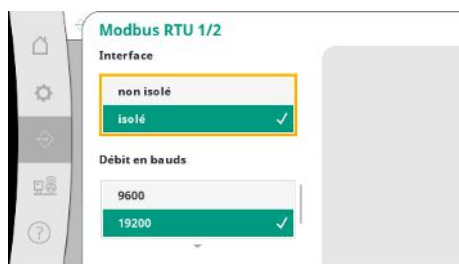 Modbus RTU 1/2
Interface
non isolé
isolé
Débit en bauds
9600
19200